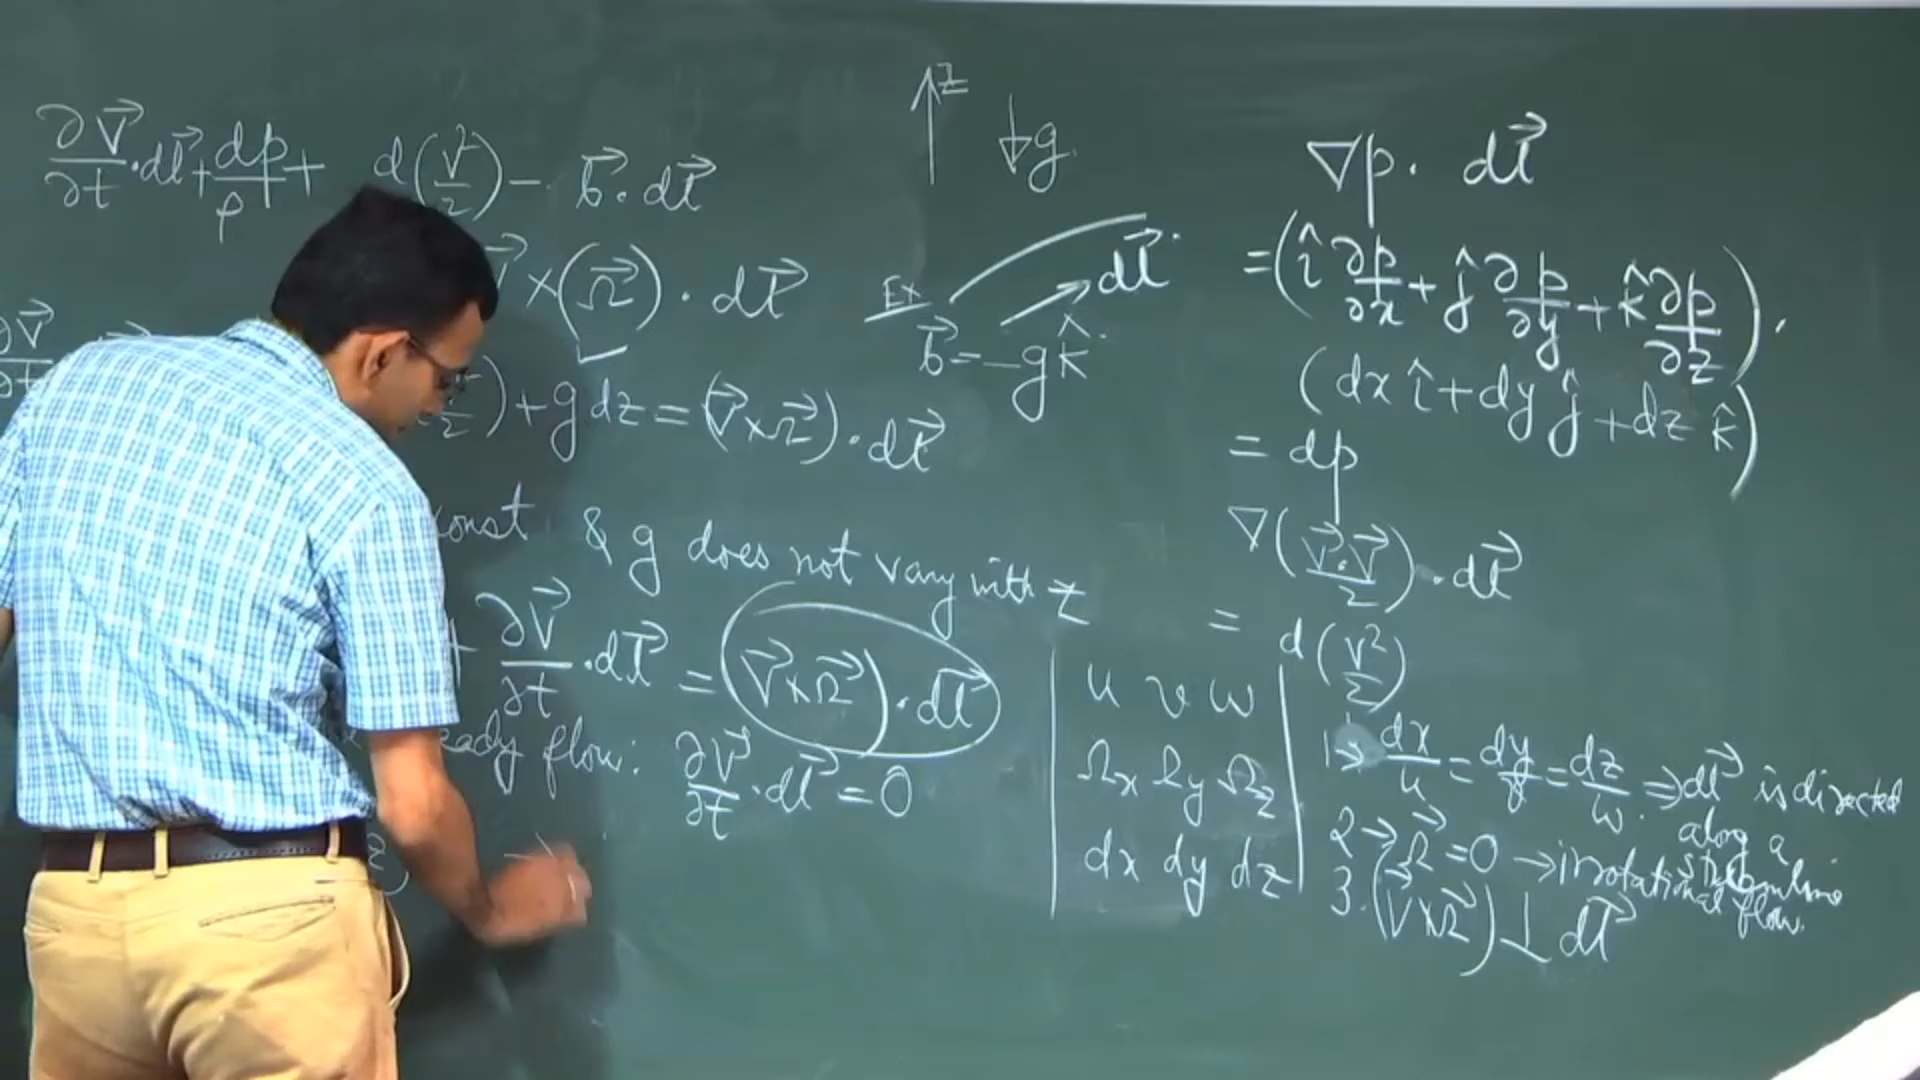 ∂V⃗/∂t · dl⃗ + dp/ρ + d(V²/2) − b⃗ · dl⃗
× (Ω⃗) · dl⃗
∂V⃗/∂t
) + g dz = (V⃗ × Ω⃗) · dl⃗
const & g does not vary with z
+ ∂V⃗/∂t · dl⃗ = (V⃗ × Ω⃗) · dl⃗
eady flow: ∂V⃗/∂t · dl⃗ = 0
↑z ↓g
Ex dl⃗
b⃗ = −g k̂
∇p · dl⃗
= (î ∂p/∂x + ĵ ∂p/∂y + k̂ ∂p/∂z) ·
(dx î + dy ĵ + dz k̂)
= dp
∇(V⃗·V⃗/2) · dl⃗
= d(V²/2)
| u v w |
| Ωx Ωy Ωz |
| dx dy dz |
1 → dx/u = dy/v = dz/w ⇒ dl⃗ is directed
along a
streamline
2 → Ω⃗ = 0 → irrotational flow.
3. (V⃗ × Ω⃗) ⊥ dl⃗